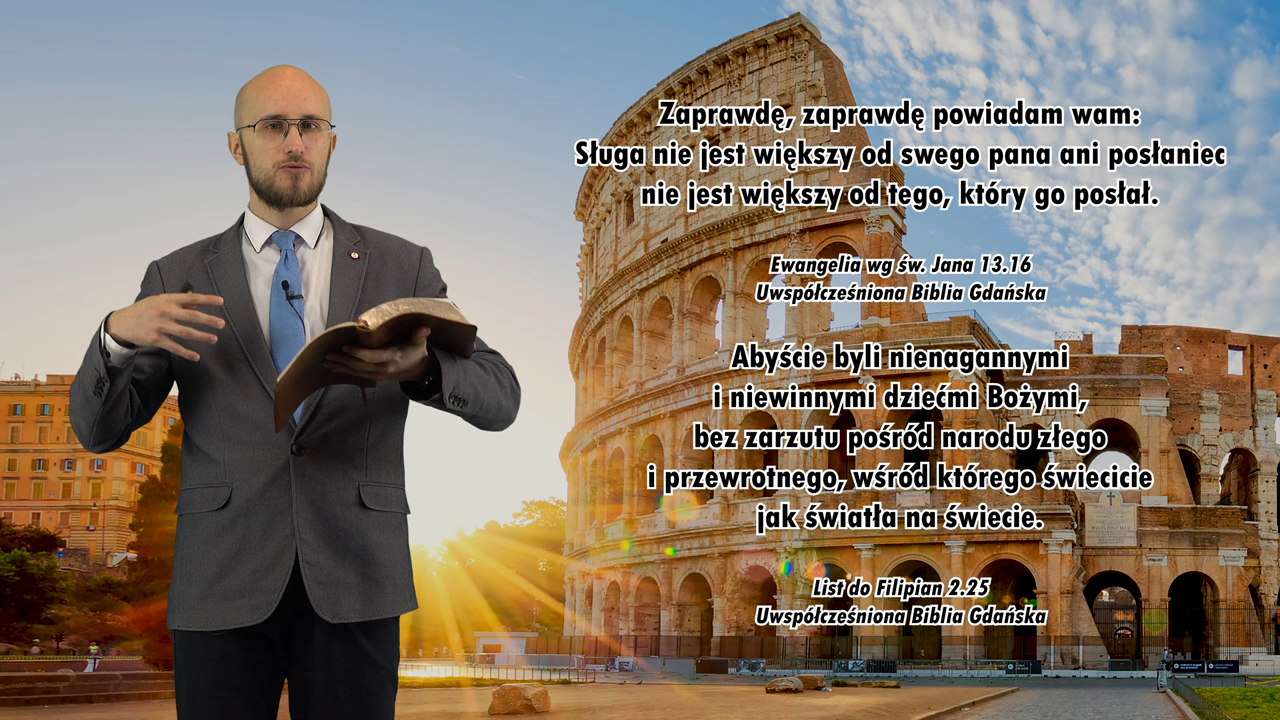 Zaprawdę, zaprawdę powiadam wam:
Sługa nie jest większy od swego pana ani posłaniec
nie jest większy od tego, który go posłał.
Ewangelia wg św. Jana 13.16
Uwspółcześniona Biblia Gdańska
Abyście byli nienagannymi
i niewinnymi dziećmi Bożymi,
bez zarzutu pośród narodu złego
i przewrotnego, wśród którego świecicie
jak światła na świecie.
List do Filipian 2.25
Uwspółcześniona Biblia Gdańska